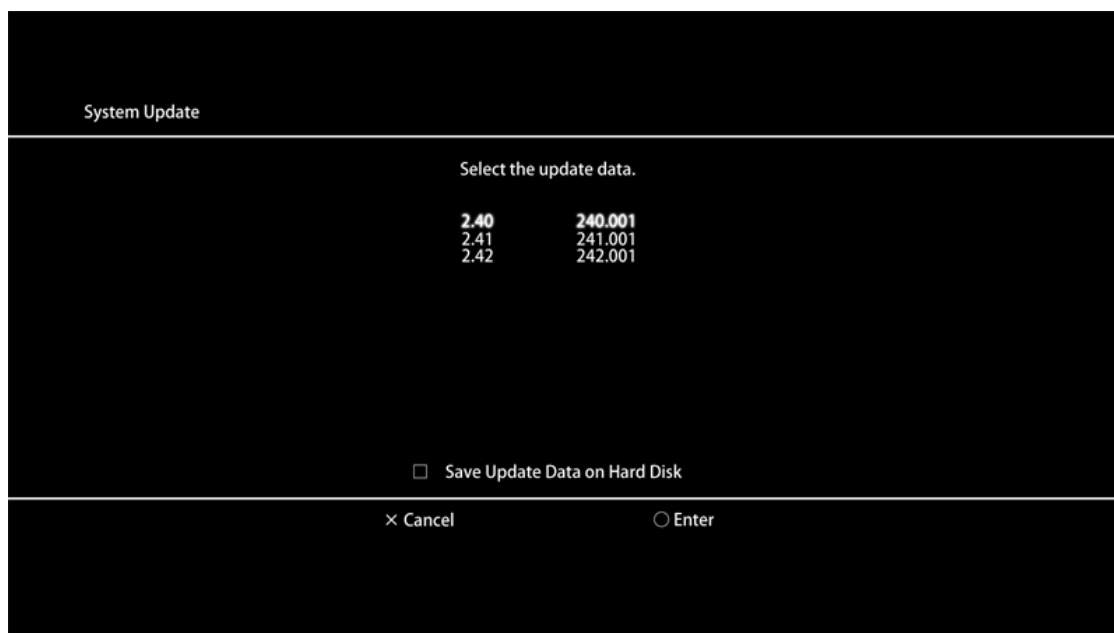 System Update
Select the update data.
2.40 240.001
2.41 241.001
2.42 242.001
□ Save Update Data on Hard Disk
× Cancel ○ Enter